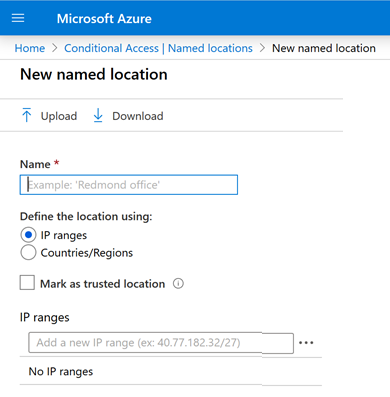 Microsoft Azure
Home > Conditional Access | Named locations > New named location
New named location
Upload Download
Name *
Example: 'Redmond office'
Define the location using:
IP ranges
Countries/Regions
Mark as trusted location
IP ranges
Add a new IP range (ex: 40.77.182.32/27) ...
No IP ranges